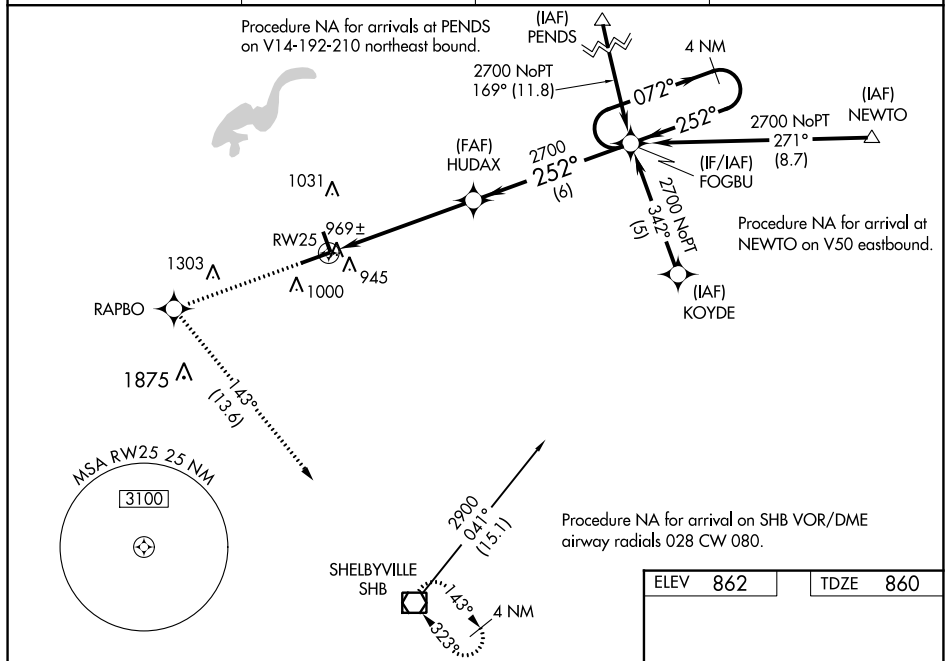 Procedure NA for arrivals at PENDS
on V14-192-210 northeast bound.
(IAF)
PENDS
4 NM
2700 NoPT
169° (11.8)
072°
252°
(IAF)
NEWTO
2700 NoPT
271°
(8.7)
(FAF)
HUDAX
2700
252°
(6)
(IF/IAF)
FOGBU
2700 NoPT
342°
(5)
Procedure NA for arrival at
NEWTO on V50 eastbound.
1031
969±
RW25
945
1303
1000
RAPBO
(IAF)
KOYDE
1875
143°
(13.6)
MSA RW25 25 NM
3100
2900
041°
(15.1)
Procedure NA for arrival on SHB VOR/DME
airway radials 028 CW 080.
SHELBYVILLE
SHB
143°
4 NM
323°
ELEV 862
TDZE 860